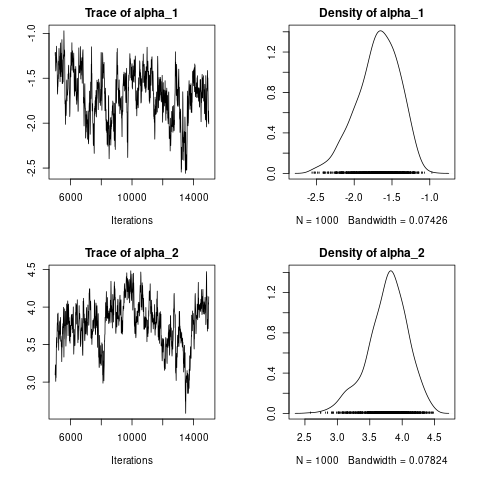 Trace of alpha_1
-1.0
-1.5
-2.0
-2.5
6000 10000 14000
Iterations
Density of alpha_1
1.2
0.8
0.4
0.0
-2.5 -2.0 -1.5 -1.0
N = 1000 Bandwidth = 0.07426
Trace of alpha_2
4.5
4.0
3.5
3.0
6000 10000 14000
Iterations
Density of alpha_2
1.2
0.8
0.4
0.0
2.5 3.0 3.5 4.0 4.5
N = 1000 Bandwidth = 0.07824